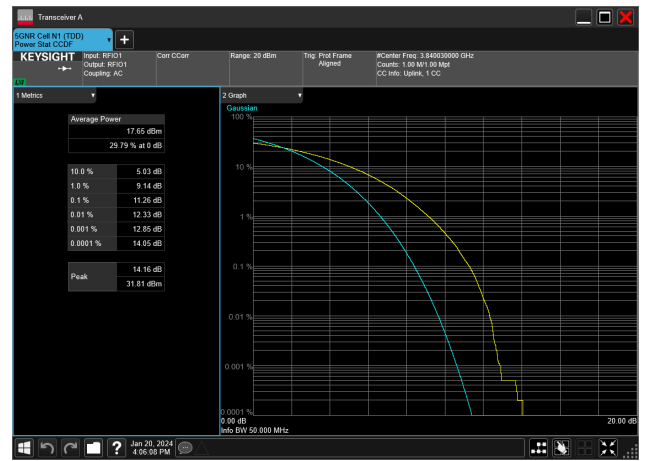 Transceiver A
5GNR Cell N1 (TDD)
Power Stat CCDF
KEYSIGHT
Input: RFIO1
Output: RFIO1
Coupling: AC
Corr CCorr
Range: 20 dBm
Trig: Prot Frame
Aligned
#Center Freq: 3.840030000 GHz
Counts: 1.00 M/1.00 Mpt
CC Info: Uplink, 1 CC
LXI
1 Metrics
Average Power
17.65 dBm
29.79 % at 0 dB
10.0 % 5.03 dB
1.0 % 9.14 dB
0.1 % 11.26 dB
0.01 % 12.33 dB
0.001 % 12.85 dB
0.0001 % 14.05 dB
Peak
14.16 dB
31.81 dBm
2 Graph
Gaussian
100 %
10 %
1 %
0.1 %
0.01 %
0.001 %
0.0001 %
0.00 dB
20.00 dB
Info BW 50.000 MHz
Jan 20, 2024
4:06:08 PM